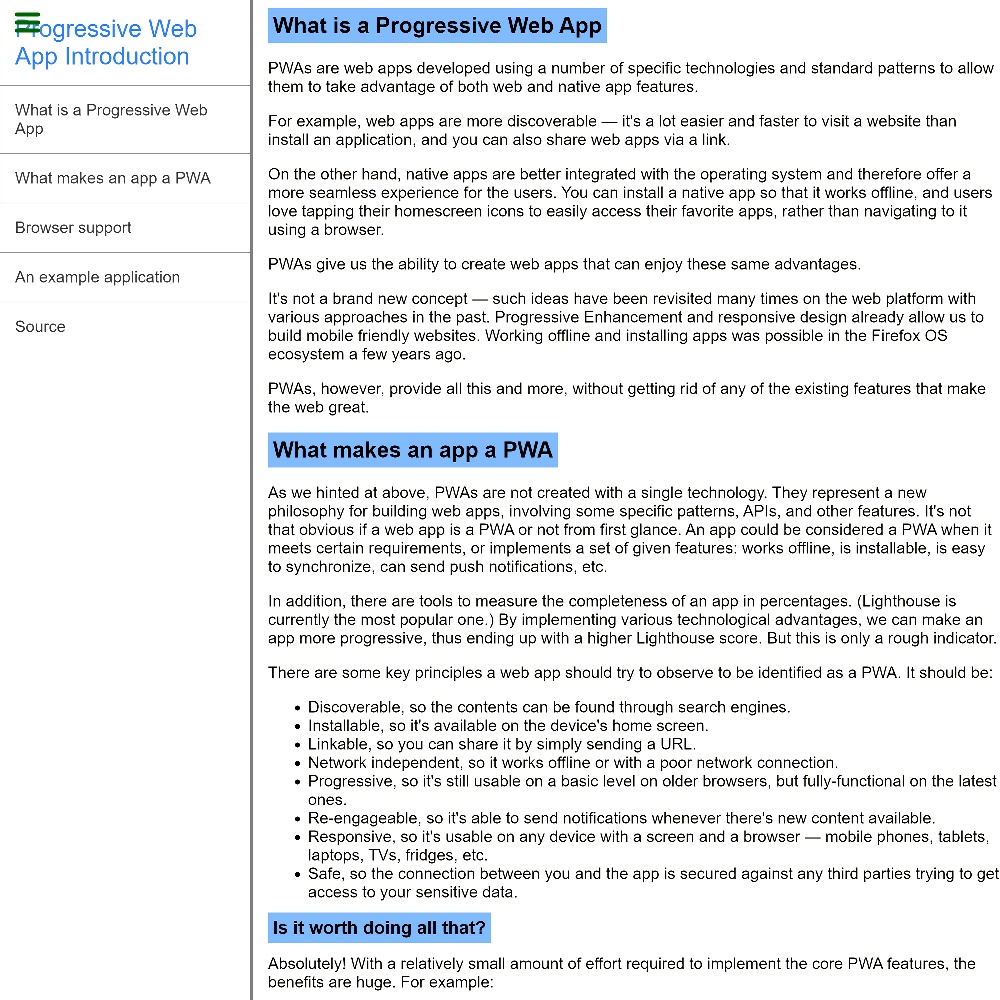 Progressive Web
App Introduction
What is a Progressive Web
App
What makes an app a PWA
Browser support
An example application
Source
What is a Progressive Web App
PWAs are web apps developed using a number of specific technologies and standard patterns to allow
them to take advantage of both web and native app features.
For example, web apps are more discoverable — it's a lot easier and faster to visit a website than
install an application, and you can also share web apps via a link.
On the other hand, native apps are better integrated with the operating system and therefore offer a
more seamless experience for the users. You can install a native app so that it works offline, and users
love tapping their homescreen icons to easily access their favorite apps, rather than navigating to it
using a browser.
PWAs give us the ability to create web apps that can enjoy these same advantages.
It's not a brand new concept — such ideas have been revisited many times on the web platform with
various approaches in the past. Progressive Enhancement and responsive design already allow us to
build mobile friendly websites. Working offline and installing apps was possible in the Firefox OS
ecosystem a few years ago.
PWAs, however, provide all this and more, without getting rid of any of the existing features that make
the web great.
What makes an app a PWA
As we hinted at above, PWAs are not created with a single technology. They represent a new
philosophy for building web apps, involving some specific patterns, APIs, and other features. It's not
that obvious if a web app is a PWA or not from first glance. An app could be considered a PWA when it
meets certain requirements, or implements a set of given features: works offline, is installable, is easy
to synchronize, can send push notifications, etc.
In addition, there are tools to measure the completeness of an app in percentages. (Lighthouse is
currently the most popular one.) By implementing various technological advantages, we can make an
app more progressive, thus ending up with a higher Lighthouse score. But this is only a rough indicator.
There are some key principles a web app should try to observe to be identified as a PWA. It should be:
• Discoverable, so the contents can be found through search engines.
• Installable, so it's available on the device's home screen.
• Linkable, so you can share it by simply sending a URL.
• Network independent, so it works offline or with a poor network connection.
• Progressive, so it's still usable on a basic level on older browsers, but fully-functional on the latest
ones.
• Re-engageable, so it's able to send notifications whenever there's new content available.
• Responsive, so it's usable on any device with a screen and a browser — mobile phones, tablets,
laptops, TVs, fridges, etc.
• Safe, so the connection between you and the app is secured against any third parties trying to get
access to your sensitive data.
Is it worth doing all that?
Absolutely! With a relatively small amount of effort required to implement the core PWA features, the
benefits are huge. For example: